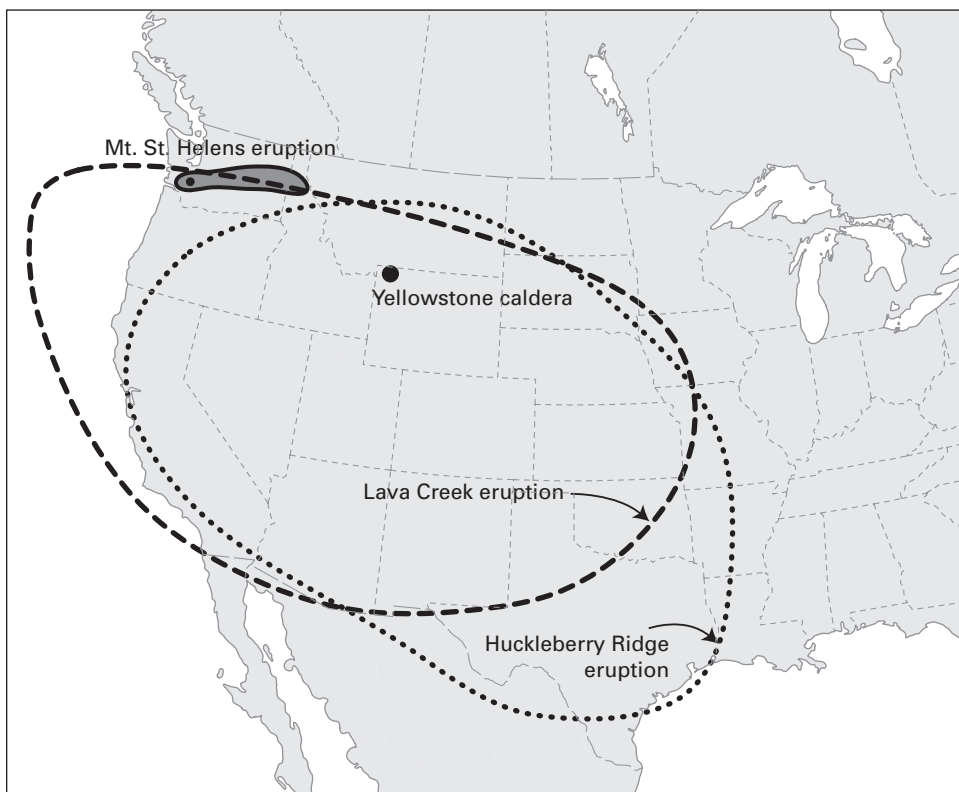 Mt. St. Helens eruption
Yellowstone caldera
Lava Creek eruption
Huckleberry Ridge
eruption